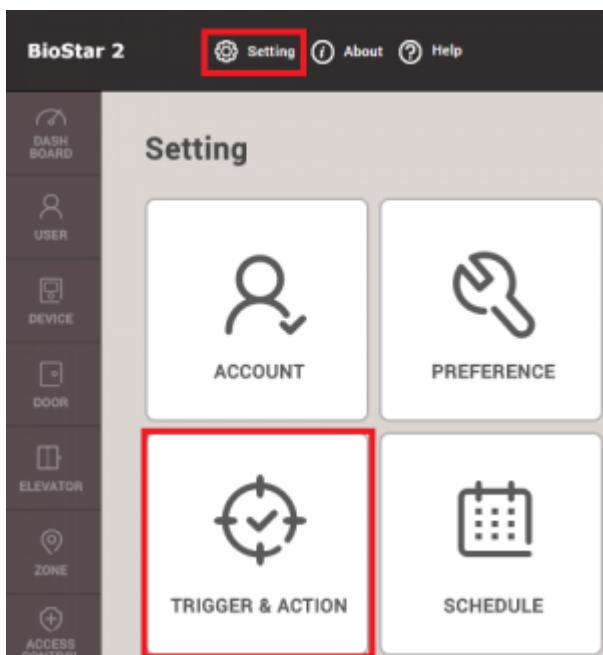 BioStar 2
Setting
About
Help
DASH
BOARD
USER
DEVICE
DOOR
ELEVATOR
ZONE
ACCESS
CONTROL
Setting
ACCOUNT
PREFERENCE
TRIGGER & ACTION
SCHEDULE